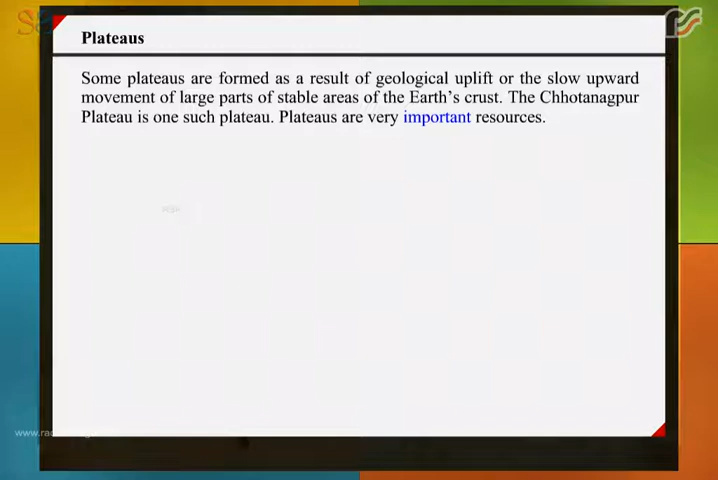 Plateaus
Some plateaus are formed as a result of geological uplift or the slow upward
movement of large parts of stable areas of the Earth's crust. The Chhotanagpur
Plateau is one such plateau. Plateaus are very important resources.